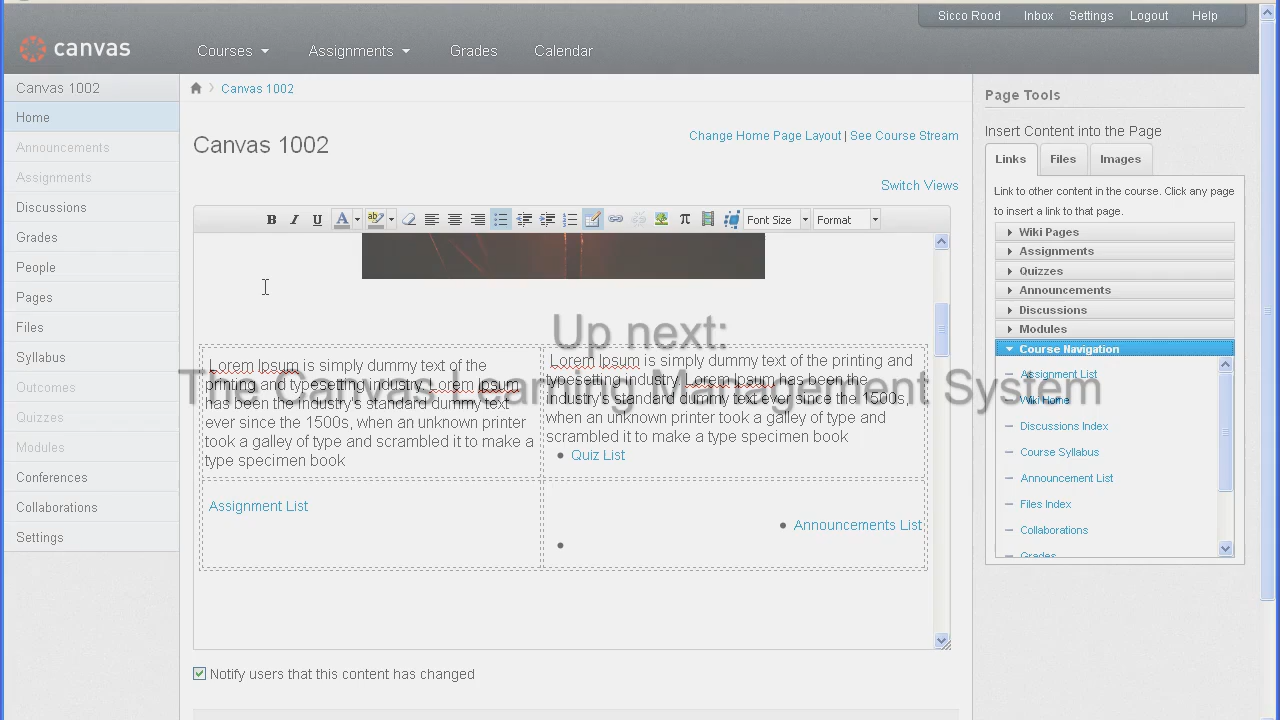 Sicco Rood Inbox Settings Logout Help
canvas Courses Assignments Grades Calendar
Canvas 1002
Home
Announcements
Assignments
Discussions
Grades
People
Pages
Files
Syllabus
Outcomes
Quizzes
Modules
Conferences
Collaborations
Settings
Canvas 1002
Canvas 1002
Change Home Page Layout | See Course Stream
Switch Views
B I U A aby π Font Size Format
Up next:
The Canvas Learning Management System
Lorem Ipsum is simply dummy text of the
printing and typesetting industry. Lorem Ipsum
has been the industry's standard dummy text
ever since the 1500s, when an unknown printer
took a galley of type and scrambled it to make a
type specimen book
Lorem Ipsum is simply dummy text of the printing and
typesetting industry. Lorem Ipsum has been the
industry's standard dummy text ever since the 1500s,
when an unknown printer took a galley of type and
scrambled it to make a type specimen book
• Quiz List
Assignment List
• Announcements List
•
Notify users that this content has changed
Page Tools
Insert Content into the Page
Links Files Images
Link to other content in the course. Click any page
to insert a link to that page.
Wiki Pages
Assignments
Quizzes
Announcements
Discussions
Modules
Course Navigation
Assignment List
Wiki Home
Discussions Index
Course Syllabus
Announcement List
Files Index
Collaborations
Grades